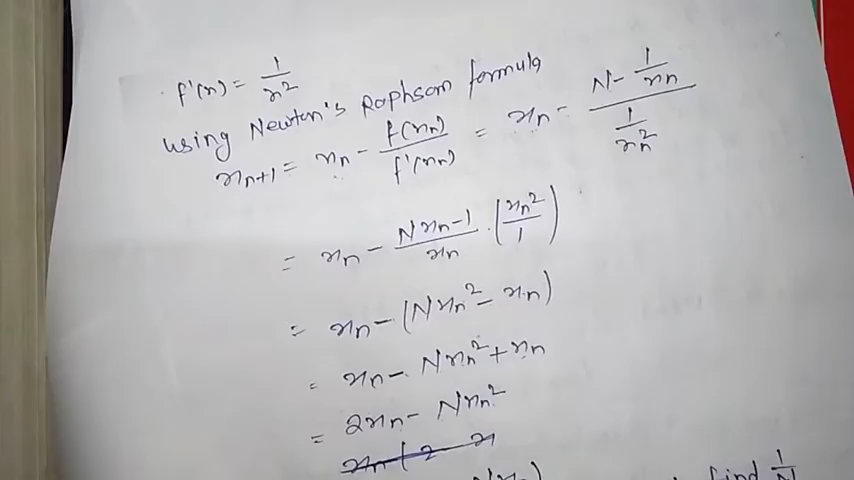 f'(x) = 1/x²
using Newton's Raphson formula
xₙ₊₁ = xₙ - f(xₙ)/f'(xₙ) = xₙ - (N - 1/xₙ)/(1/xₙ²)
= xₙ - (Nxₙ-1)/xₙ · (xₙ²/1)
= xₙ - (Nxₙ² - xₙ)
= xₙ - Nxₙ² + xₙ
= 2xₙ - Nxₙ²
find 1/N